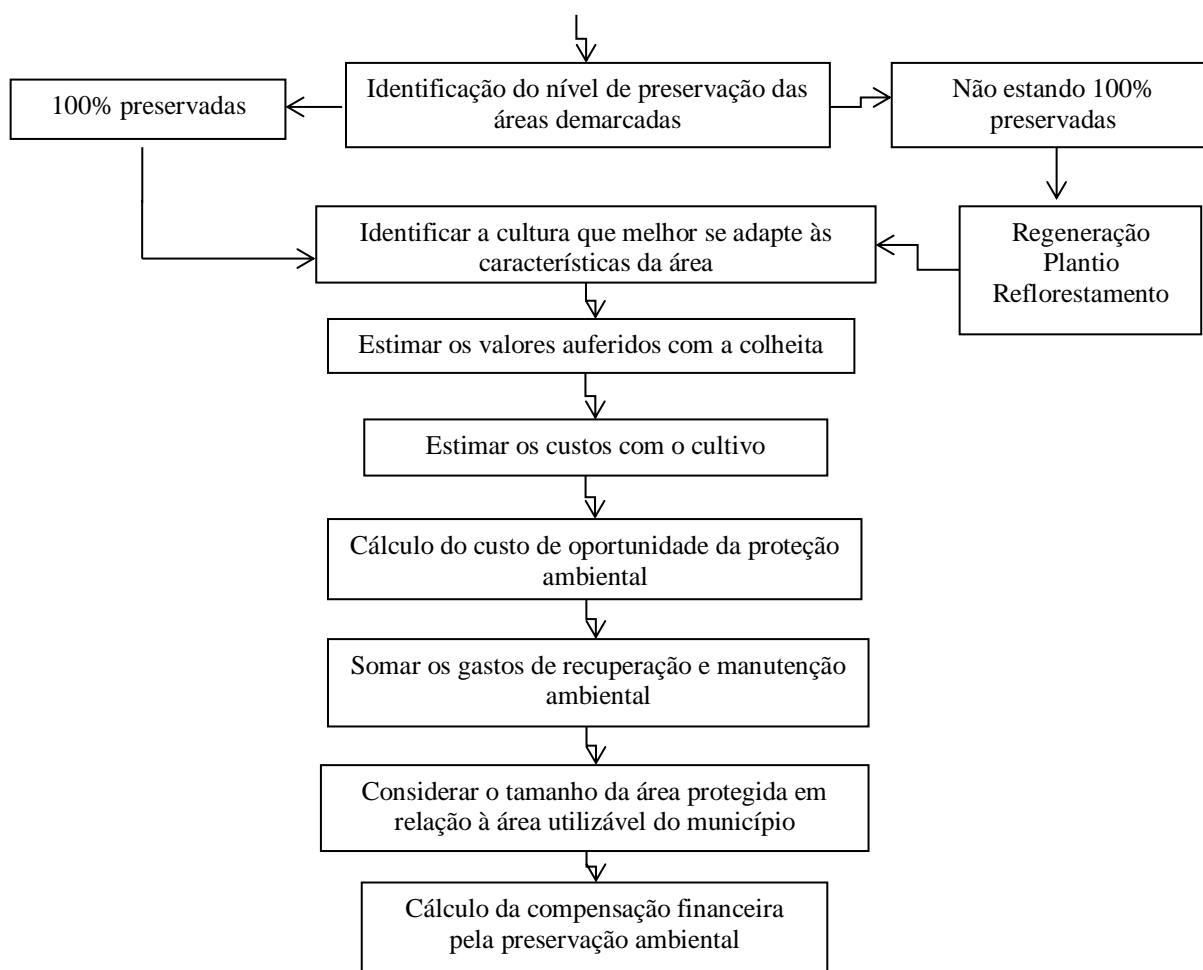 100% preservadas
Identificação do nível de preservação das
áreas demarcadas
Não estando 100%
preservadas
Identificar a cultura que melhor se adapte às
características da área
Regeneração
Plantio
Reflorestamento
Estimar os valores auferidos com a colheita
Estimar os custos com o cultivo
Cálculo do custo de oportunidade da proteção
ambiental
Somar os gastos de recuperação e manutenção
ambiental
Considerar o tamanho da área protegida em
relação à área utilizável do município
Cálculo da compensação financeira
pela preservação ambiental